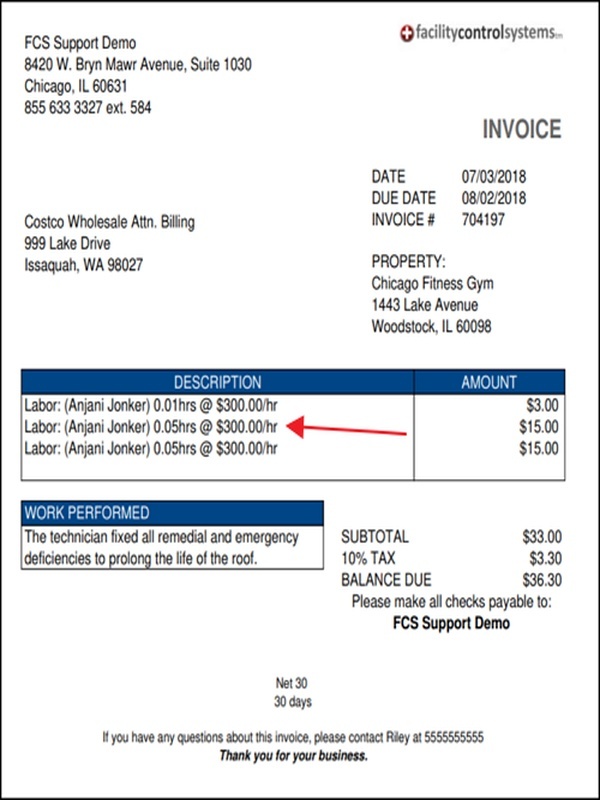 FCS Support Demo
8420 W. Bryn Mawr Avenue, Suite 1030
Chicago, IL 60631
855 633 3327 ext. 584
facilitycontrolsystems tm
INVOICE
DATE 07/03/2018
DUE DATE 08/02/2018
INVOICE # 704197
Costco Wholesale Attn. Billing
999 Lake Drive
Issaquah, WA 98027
PROPERTY:
Chicago Fitness Gym
1443 Lake Avenue
Woodstock, IL 60098
DESCRIPTION AMOUNT
Labor: (Anjani Jonker) 0.01hrs @ $300.00/hr $3.00
Labor: (Anjani Jonker) 0.05hrs @ $300.00/hr $15.00
Labor: (Anjani Jonker) 0.05hrs @ $300.00/hr $15.00
WORK PERFORMED
The technician fixed all remedial and emergency
deficiencies to prolong the life of the roof.
SUBTOTAL $33.00
10% TAX $3.30
BALANCE DUE $36.30
Please make all checks payable to:
FCS Support Demo
Net 30
30 days
If you have any questions about this invoice, please contact Riley at 5555555555
Thank you for your business.